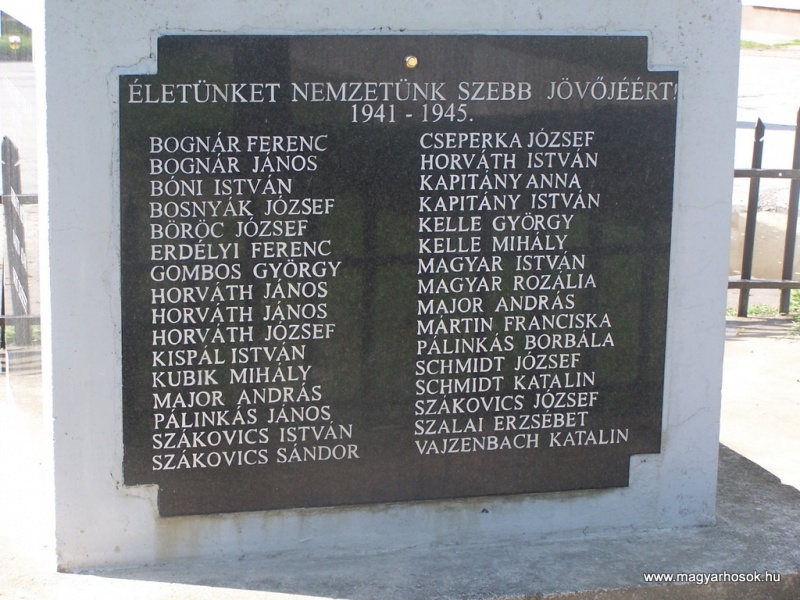 ÉLETÜNKET NEMZETÜNK SZEBB JÖVŐJÉÉRT!
1941 - 1945.
BOGNÁR FERENC
BOGNÁR JÁNOS
BÓNI ISTVÁN
BOSNYÁK JÓZSEF
BÖRÖC JÓZSEF
ERDÉLYI FERENC
GOMBOS GYÖRGY
HORVÁTH JÁNOS
HORVÁTH JÁNOS
HORVÁTH JÓZSEF
KISPÁL ISTVÁN
KUBIK MIHÁLY
MAJOR ANDRÁS
PÁLINKÁS JÁNOS
SZÁKOVICS ISTVÁN
SZÁKOVICS SÁNDOR
CSEPERKA JÓZSEF
HORVÁTH ISTVÁN
KAPITÁNY ANNA
KAPITÁNY ISTVÁN
KELLE GYÖRGY
KELLE MIHÁLY
MAGYAR ISTVÁN
MAGYAR ROZÁLIA
MAJOR ANDRÁS
MÁRTIN FRANCISKA
PÁLINKÁS BORBÁLA
SCHMIDT JÓZSEF
SCHMIDT KATALIN
SZÁKOVICS JÓZSEF
SZALAI ERZSÉBET
VAJZENBACH KATALIN
www.magyarhosok.hu